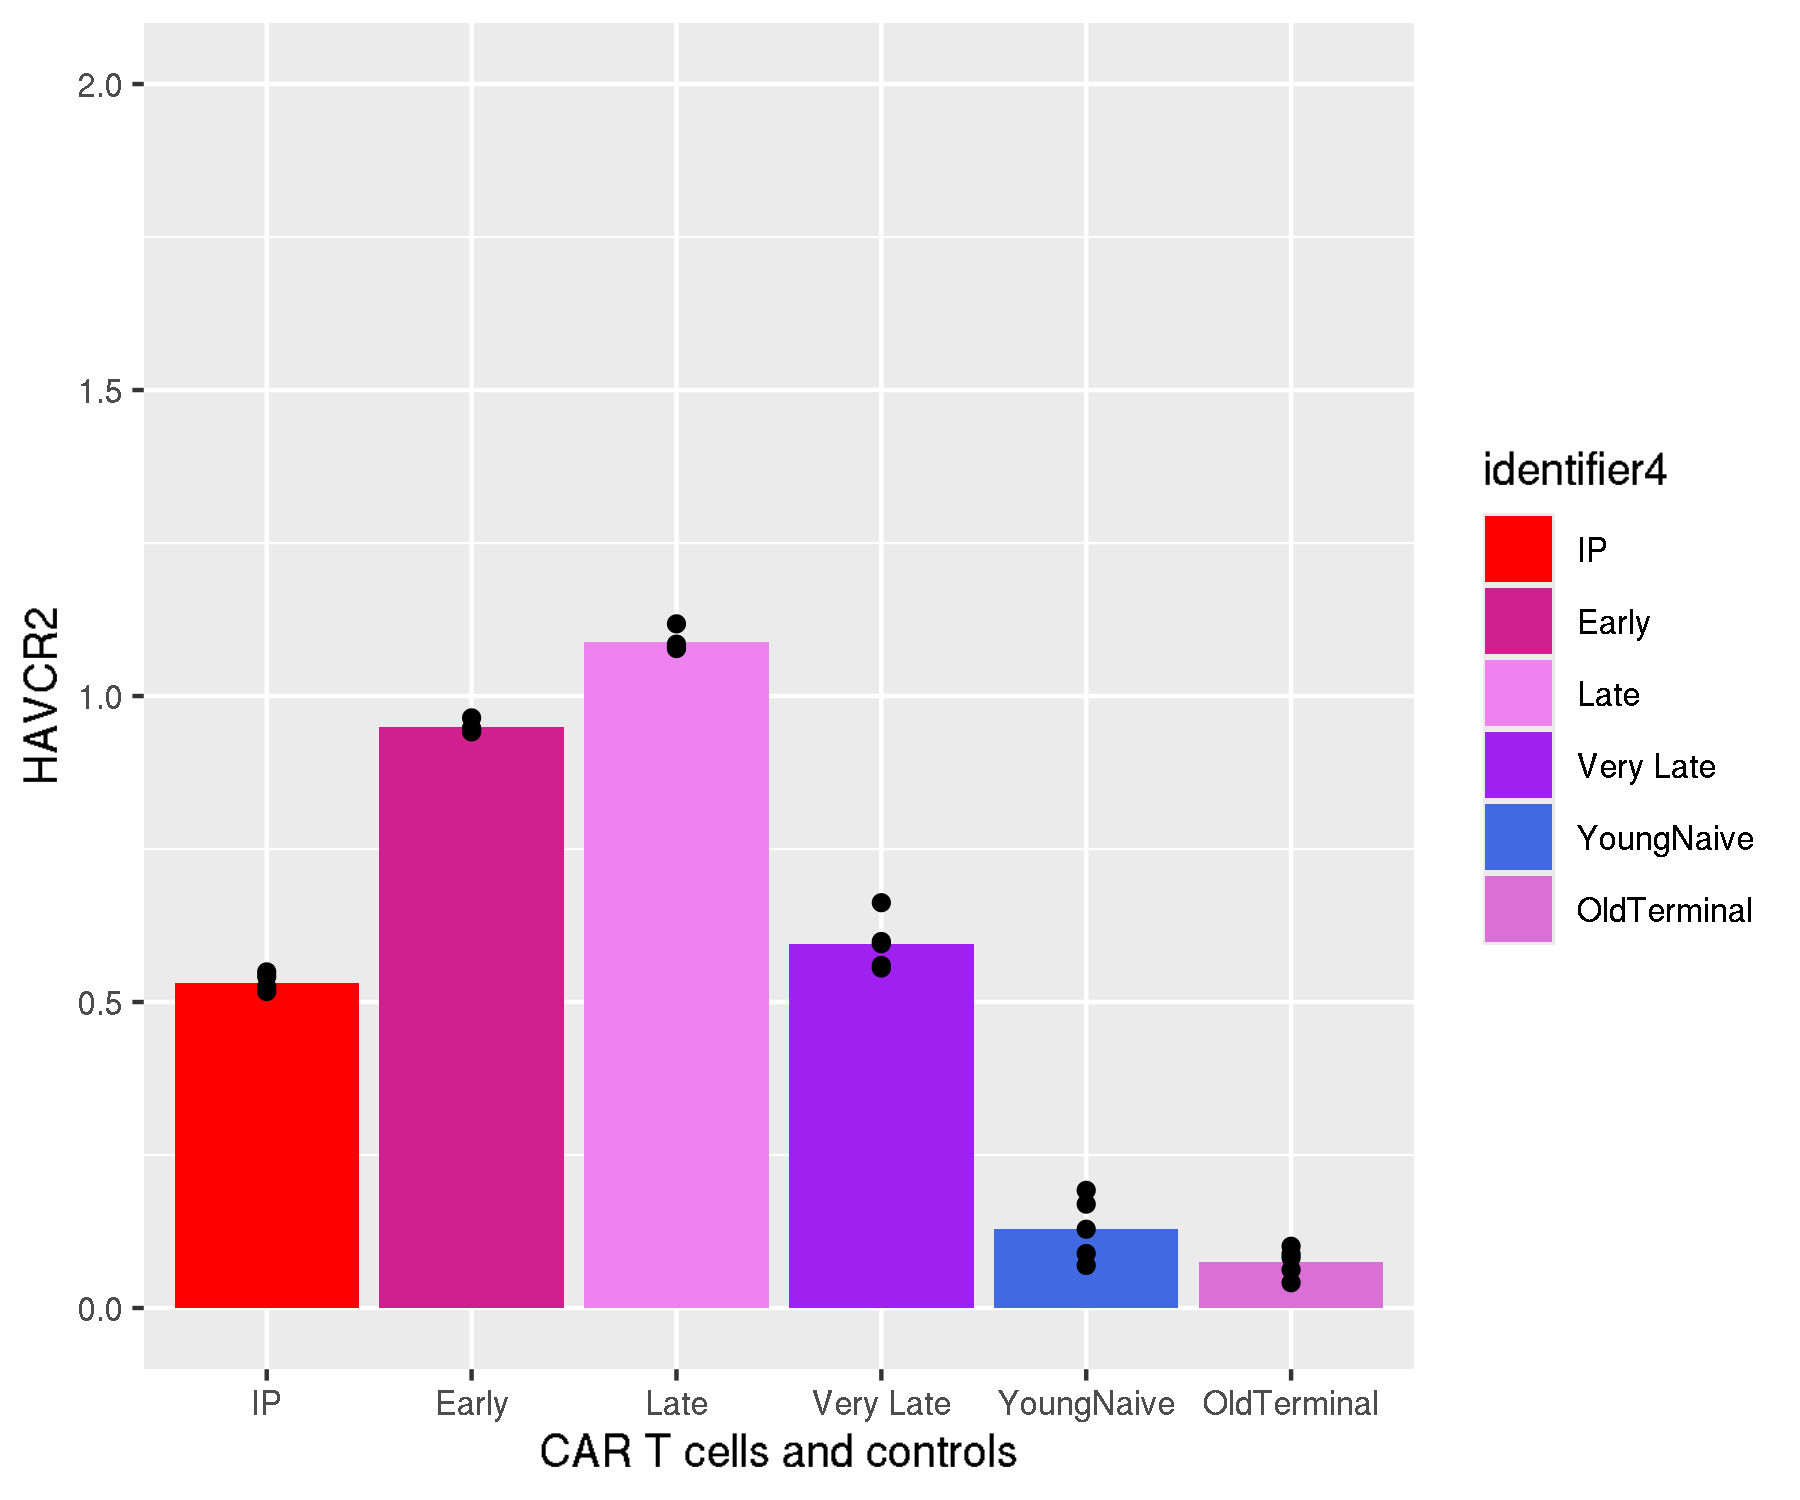 2.0
1.5
1.0
0.5
0.0
HAVCR2
IP Early Late Very Late YoungNaive OldTerminal
CAR T cells and controls
identifier4
IP
Early
Late
Very Late
YoungNaive
OldTerminal